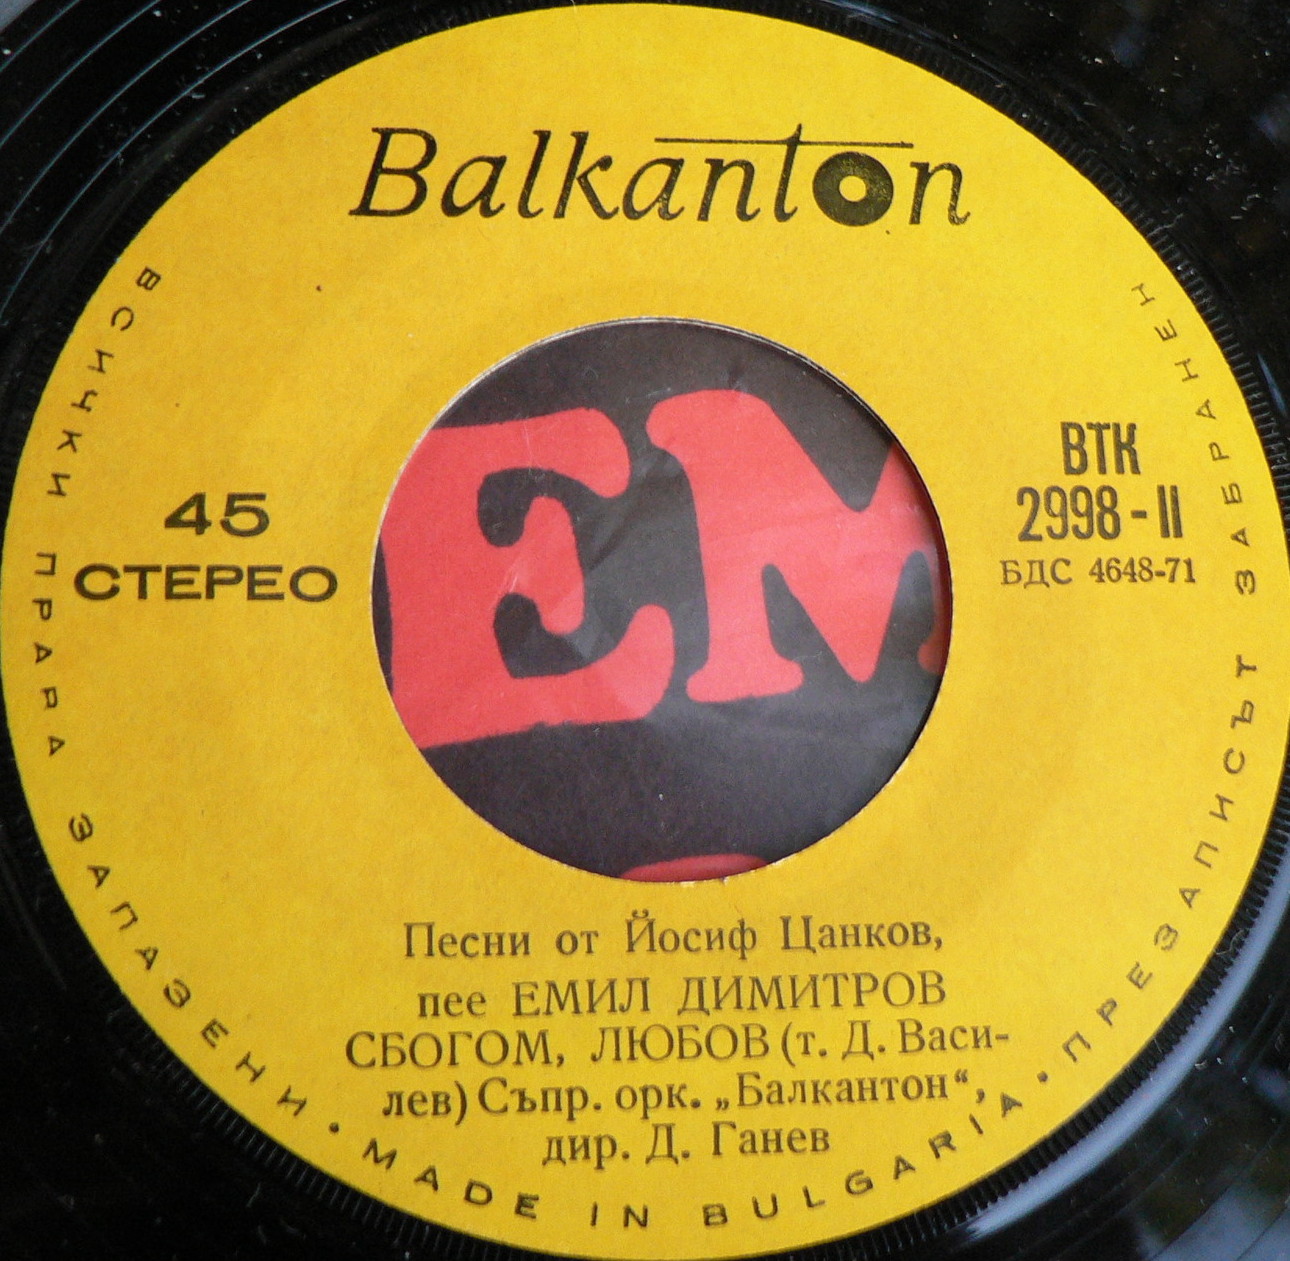 Balkanton
45
СТЕРЕО
ВТК
2998-II
БДС 4648-71
EM
Песни от Йосиф Цанков,
пее ЕМИЛ ДИМИТРОВ
СБОГОМ, ЛЮБОВ (т. Д. Васи-
лев) Съпр. орк. „Балкантон“,
дир. Д. Ганев
ВСИЧКИ ПРАВА ЗАПАЗЕНИ • MADE IN BULGARIA • ПРЕЗАПИСЪТ ЗАБРАНЕН